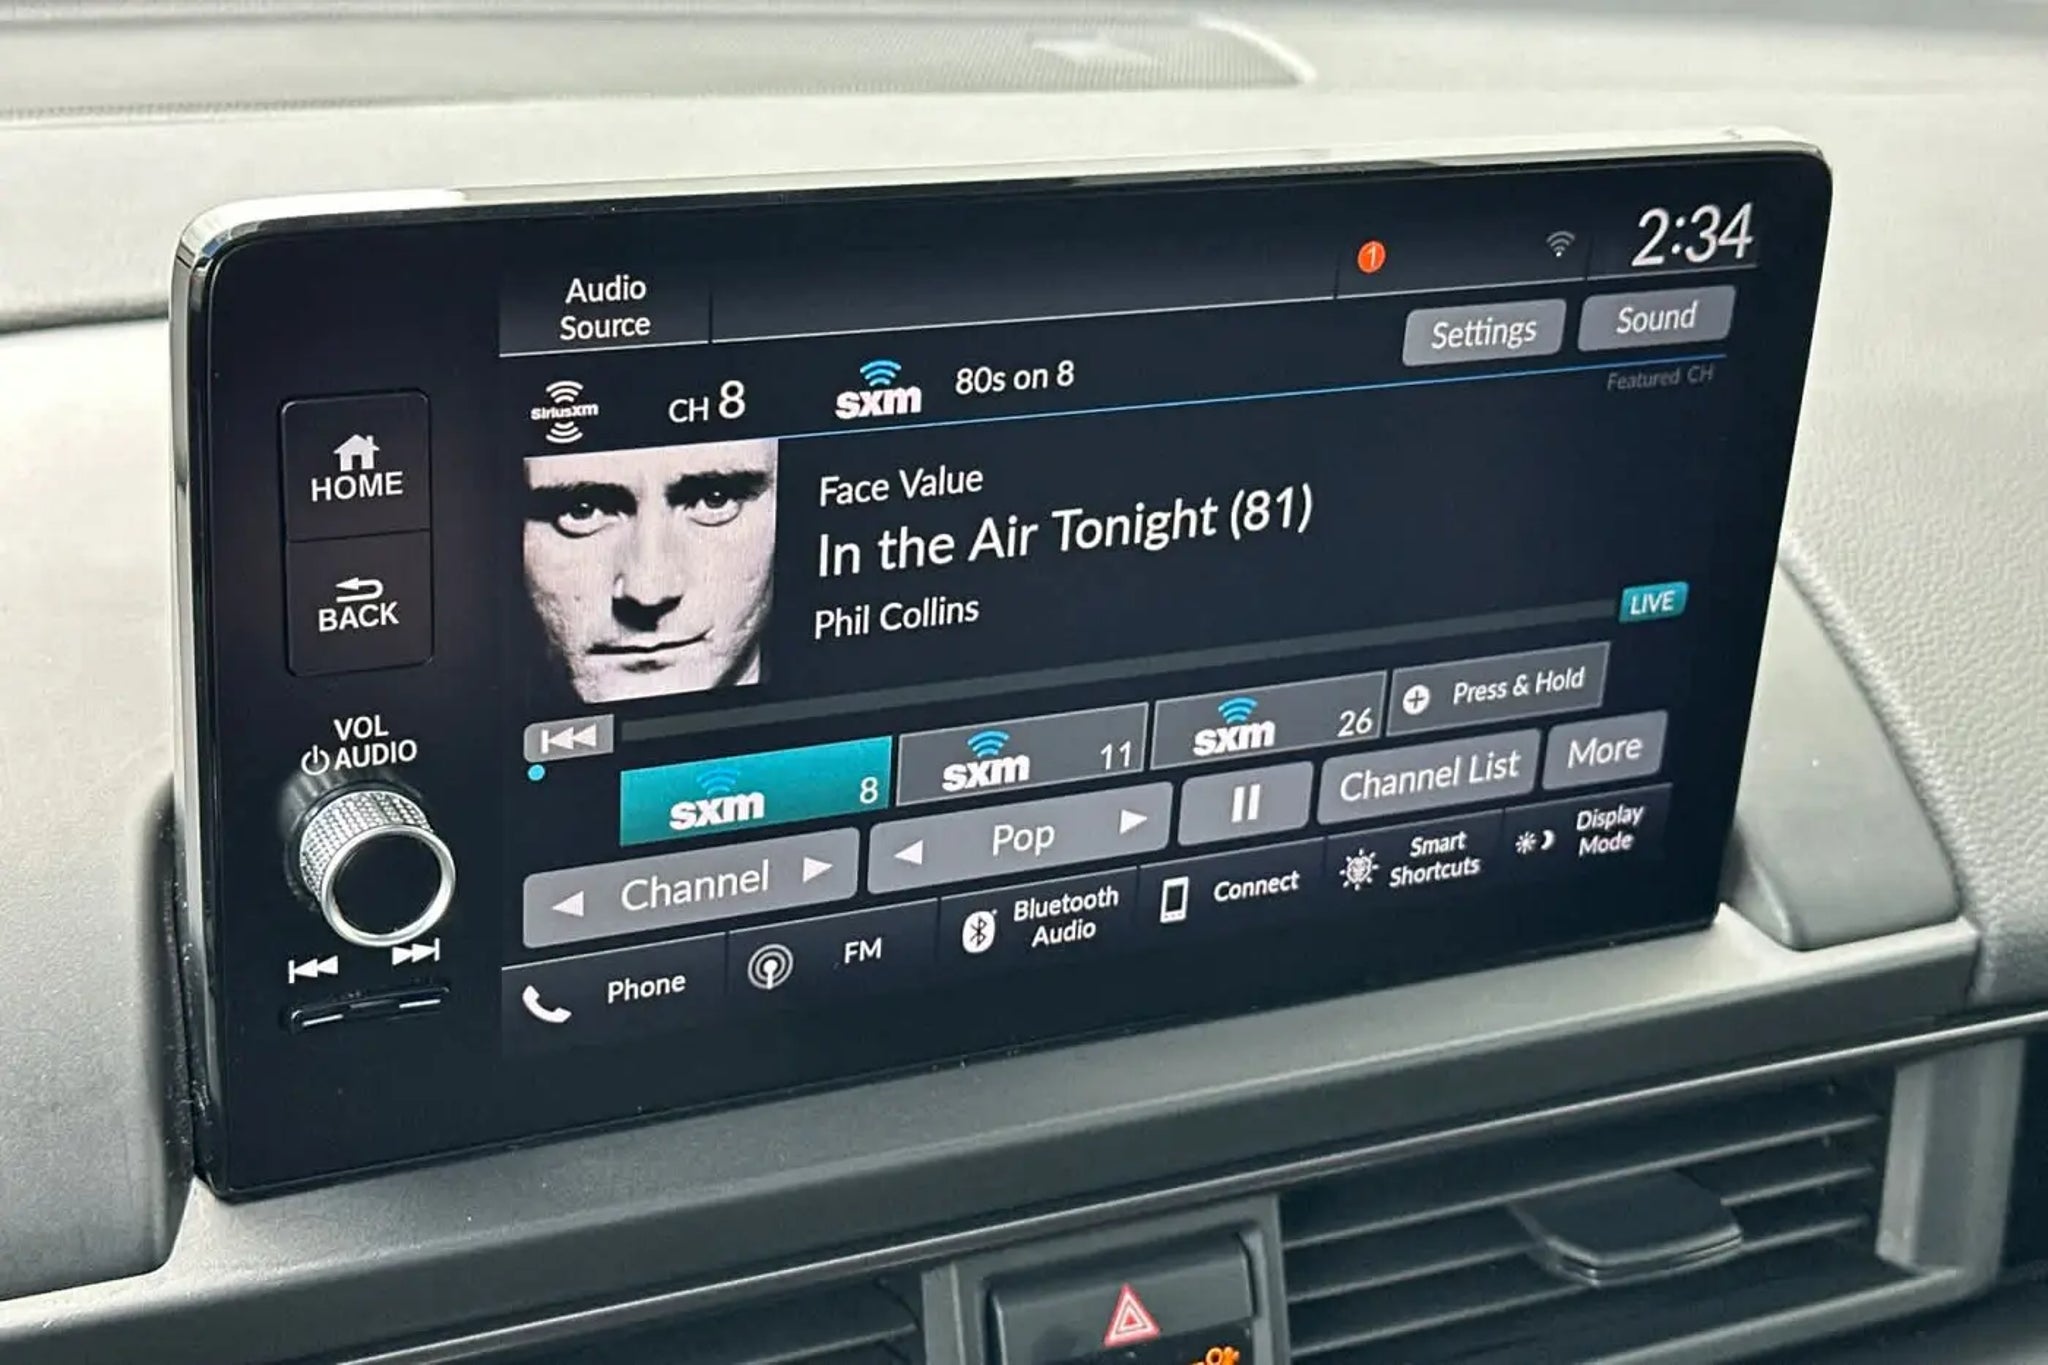 2:34
1
Audio
Source
Settings
Sound
SiriusXM
CH 8
sxm
80s on 8
Featured CH
HOME
BACK
VOL
AUDIO
Face Value
In the Air Tonight (81)
Phil Collins
LIVE
sxm 8
sxm 11
sxm 26
Press & Hold
Channel
Pop
Channel List
More
Phone
FM
Bluetooth
Audio
Connect
Smart
Shortcuts
Display
Mode